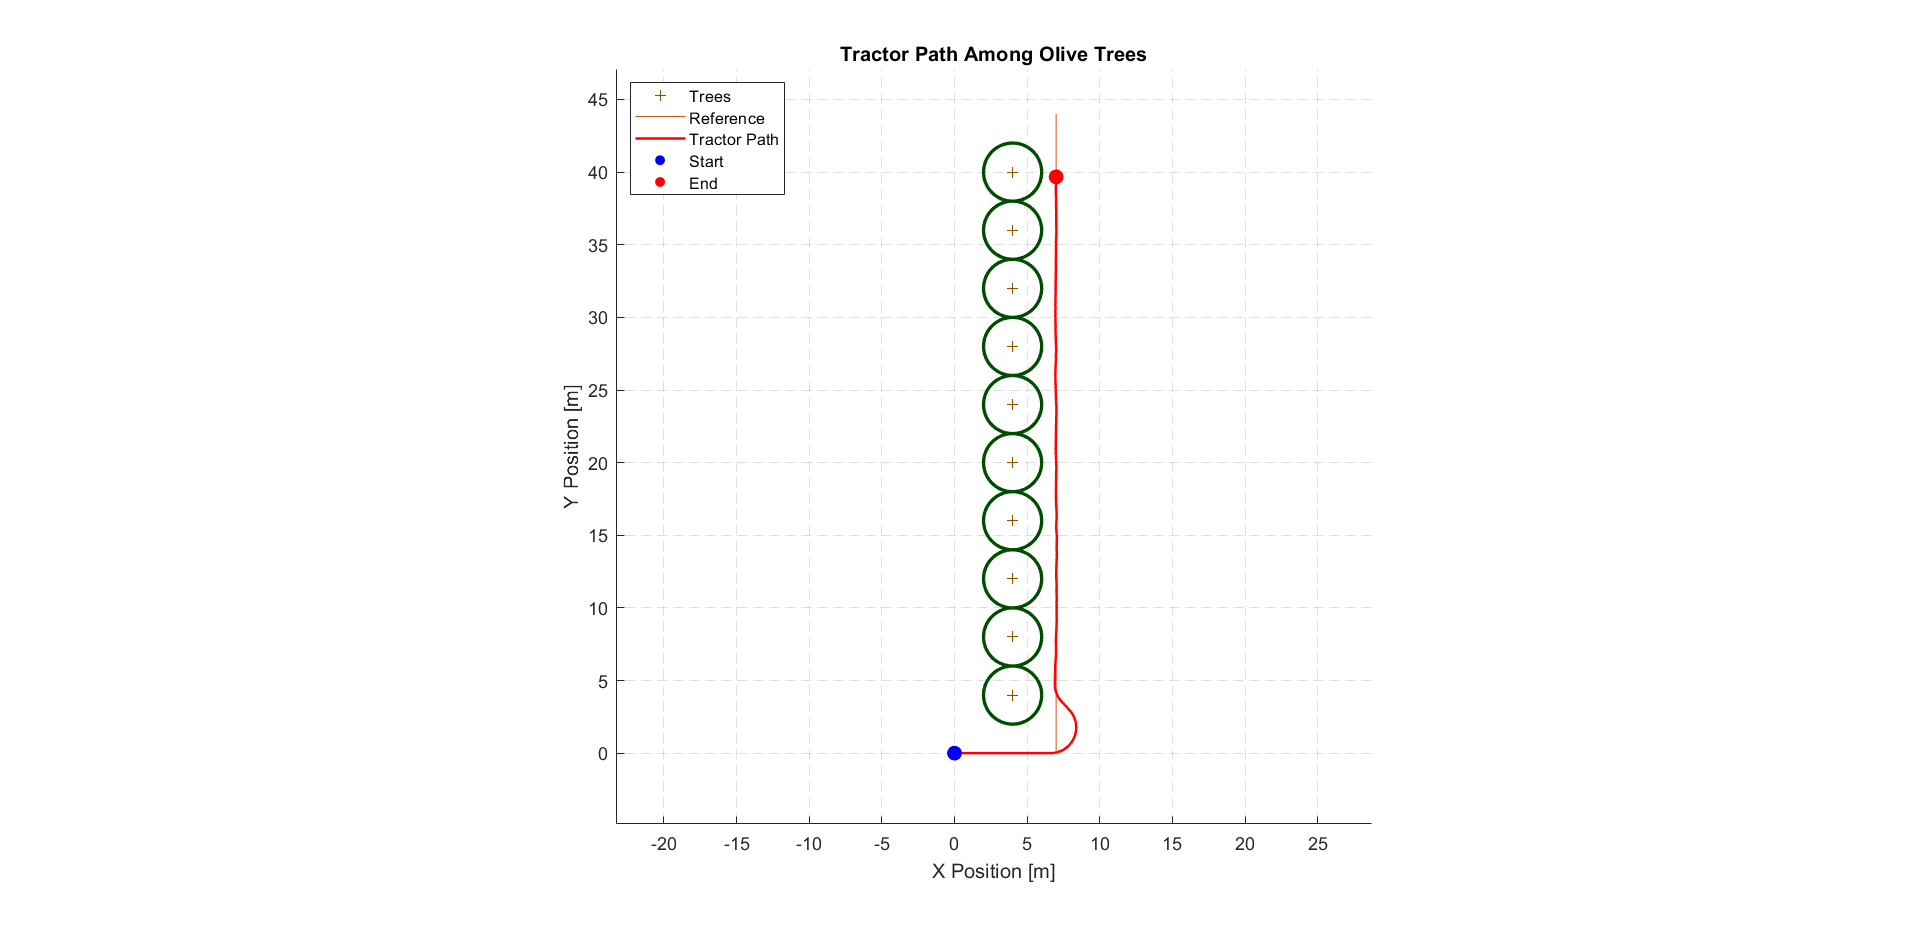 Tractor Path Among Olive Trees
Trees
Reference
Tractor Path
Start
End
45
40
35
30
25
20
15
10
5
0
Y Position [m]
-20 -15 -10 -5 0 5 10 15 20 25
X Position [m]